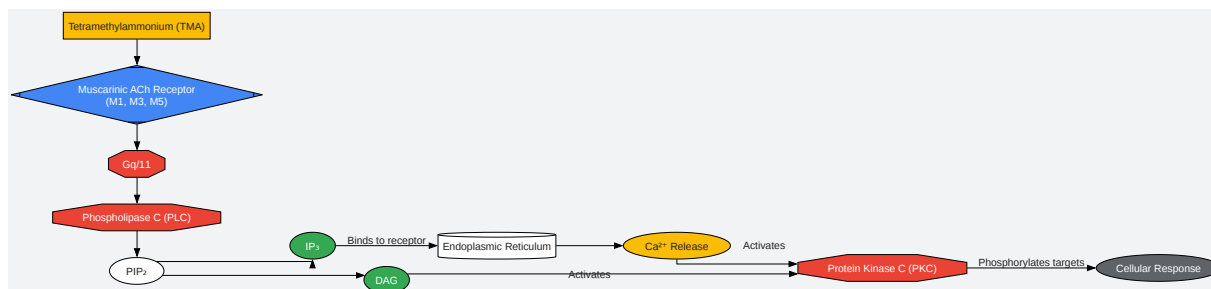 Tetramethylammonium (TMA)
Muscarinic ACh Receptor
(M1, M3, M5)
Gq/11
Phospholipase C (PLC)
PIP₂
IP₃
Binds to receptor
Endoplasmic Reticulum
Ca²⁺ Release
Activates
DAG
Activates
Protein Kinase C (PKC)
Phosphorylates targets
Cellular Response